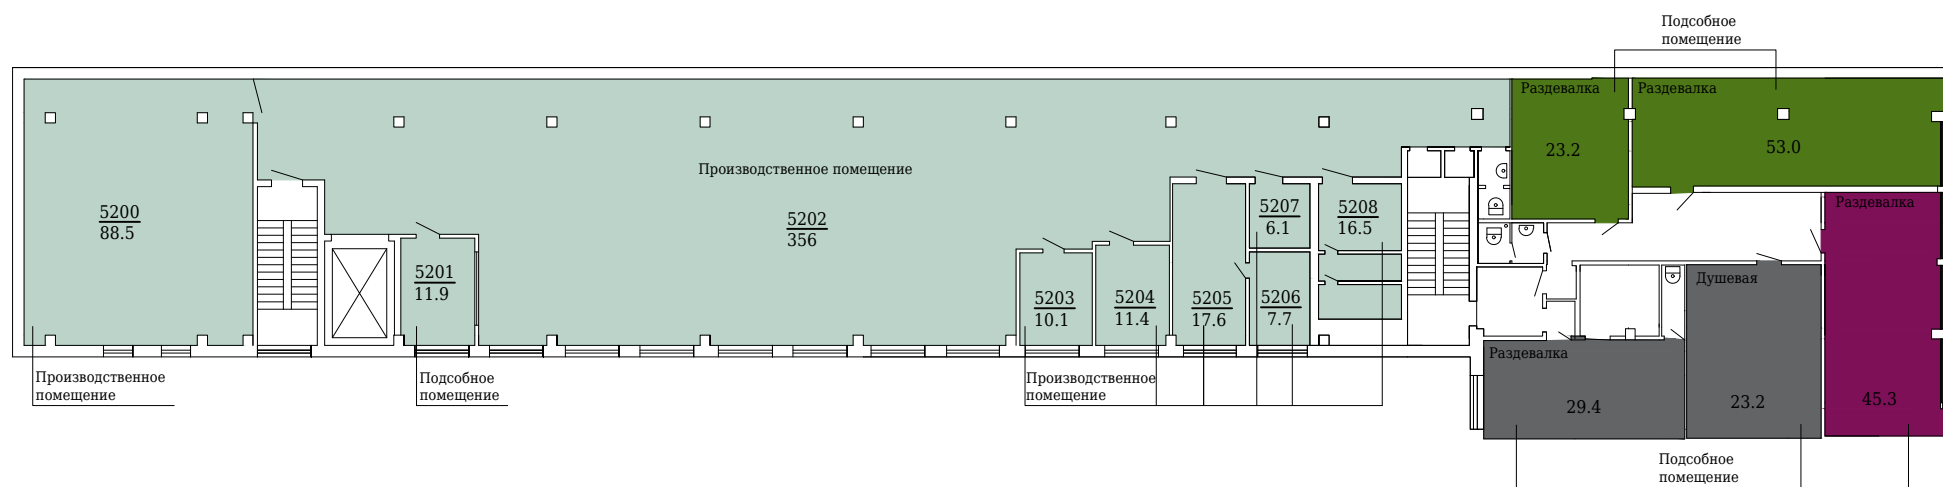 Подсобное
помещение
Раздевалка
Раздевалка
23.2
53.0
Производственное помещение
5200
88.5
5202
356
5207
6.1
5208
16.5
Раздевалка
5201
11.9
5203
10.1
5204
11.4
5205
17.6
5206
7.7
Душевая
Раздевалка
29.4
23.2
45.3
Производственное
помещение
Подсобное
помещение
Производственное
помещение
Подсобное
помещение